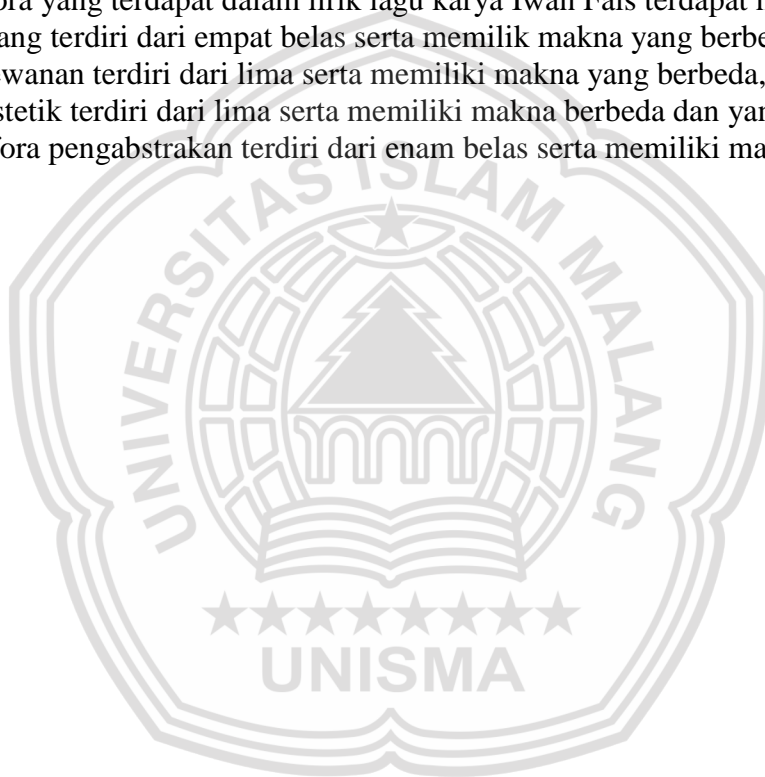 ora yang terdapat dalam lirik lagu karya Iwan Fals terdapat
ang terdiri dari empat belas serta memilik makna yang berbe
ewanan terdiri dari lima serta memiliki makna yang berbeda,
stetik terdiri dari lima serta memiliki makna berbeda dan yan
fora pengabstrakan terdiri dari enam belas serta memiliki ma
UNIVERSITAS ISLAM MALANG
UNISMA